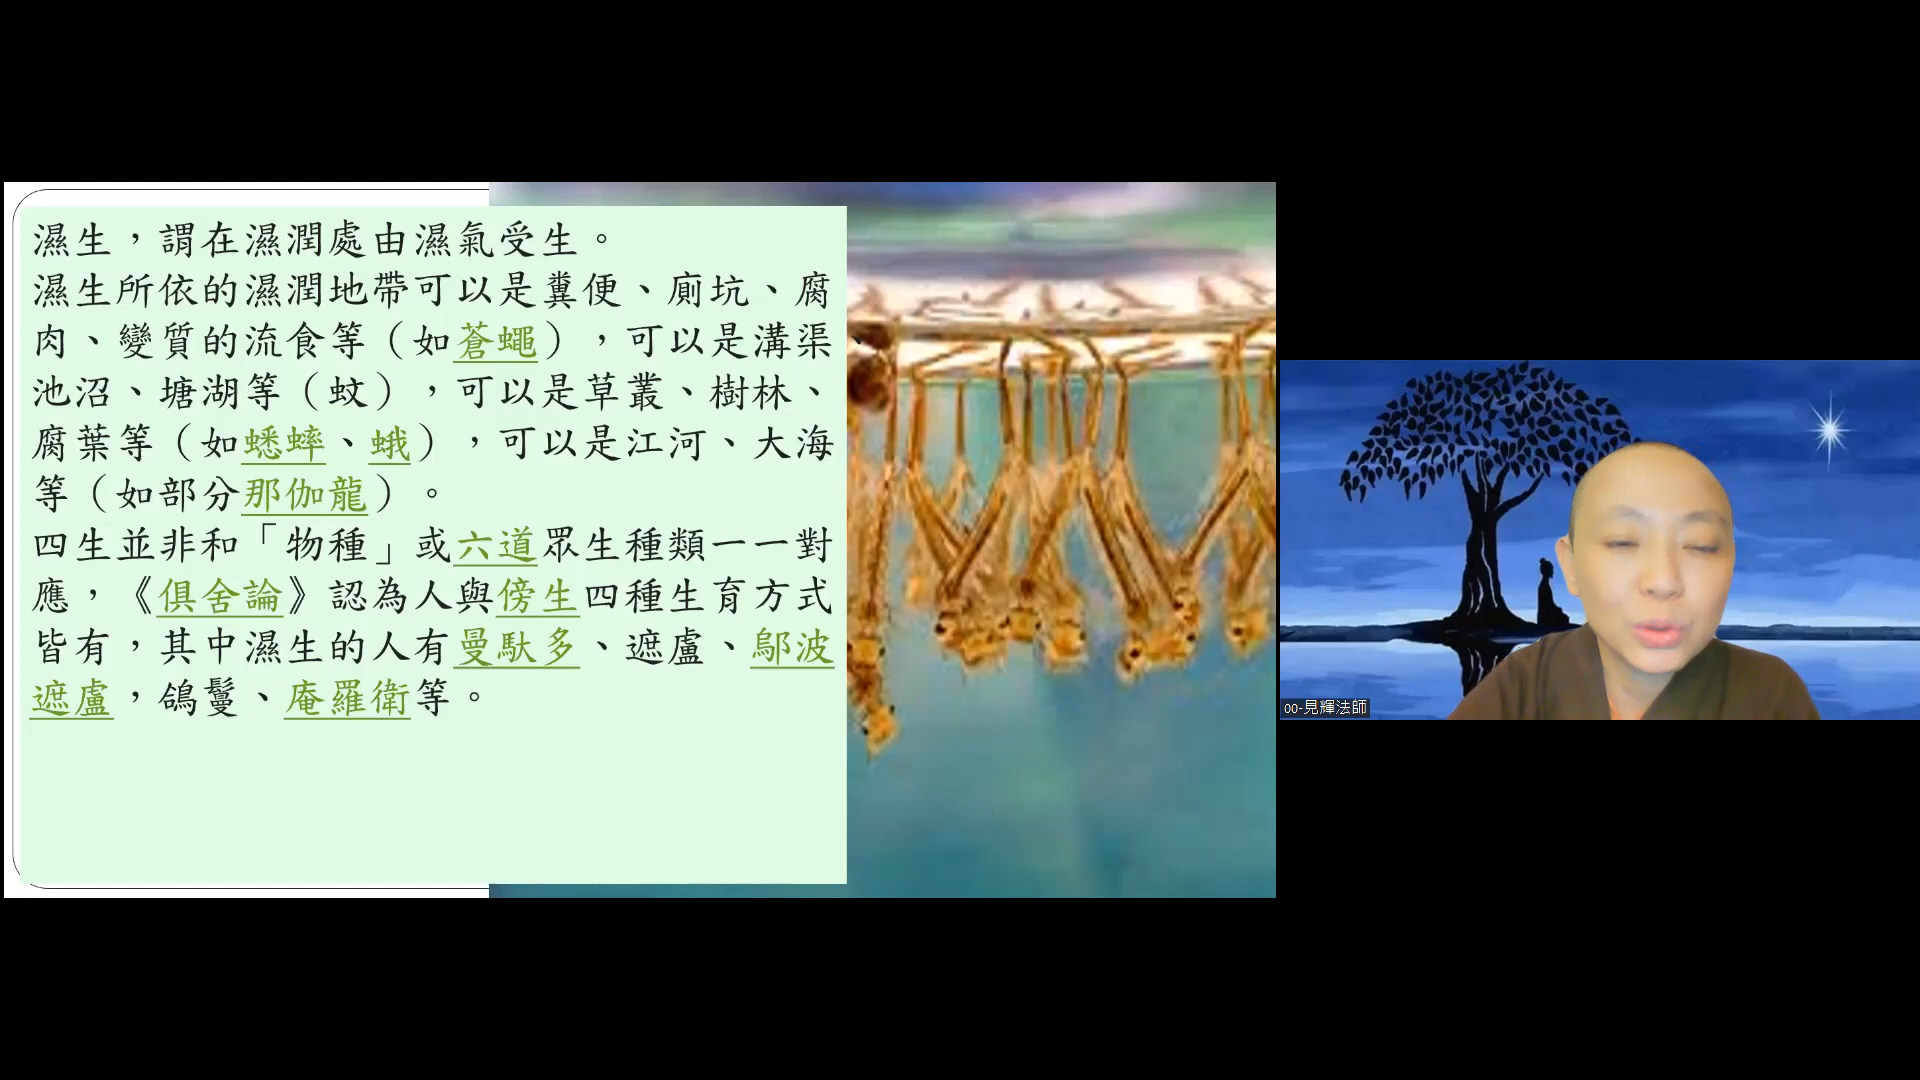 濕生，謂在濕潤處由濕氣受生。
濕生所依的濕潤地帶可以是糞便、廁坑、腐
肉、變質的流食等（如蒼蠅），可以是溝渠、
池沼、塘湖等（蚊），可以是草叢、樹林、
腐葉等（如蟋蟀、蛾），可以是江河、大海
等（如部分那伽龍）。
四生並非和「物種」或六道眾生種類一一對
應，《俱舍論》認為人與傍生四種生育方式
皆有，其中濕生的人有曼馱多、遮盧、鄔波
遮盧，鴿鬘、庵羅衛等。
00-見輝法師